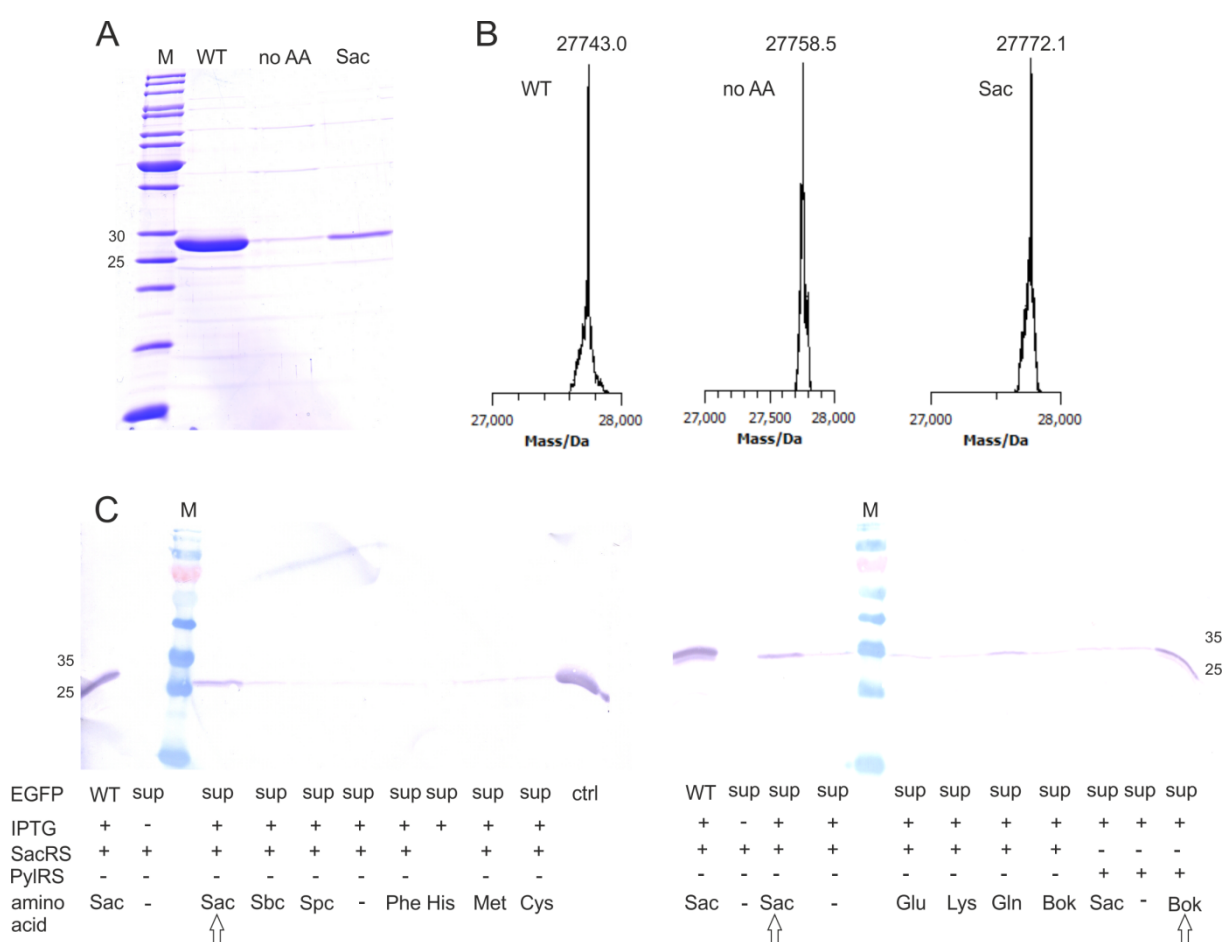 A
M WT no AA Sac
30
25
B
27743.0 27758.5 27772.1
WT no AA Sac
27,000 28,000 27,000 27,500 28,000 27,000 28,000
Mass/Da Mass/Da Mass/Da
C
M M
35
25
35
25
EGFP WT sup sup sup sup sup sup sup sup sup ctrl WT sup sup sup sup sup sup sup sup sup sup
IPTG + - + + + + + + + + + - + + + + + + + + +
SacRS + + + + + + + + + + + + + + + + + - - -
PylRS - - - - - - - - - - - - - - - - - + + +
amino Sac - Sac Sbc Spc - Phe His Met Cys Sac - Sac - Glu Lys Gln Bok Sac - Bok
acid